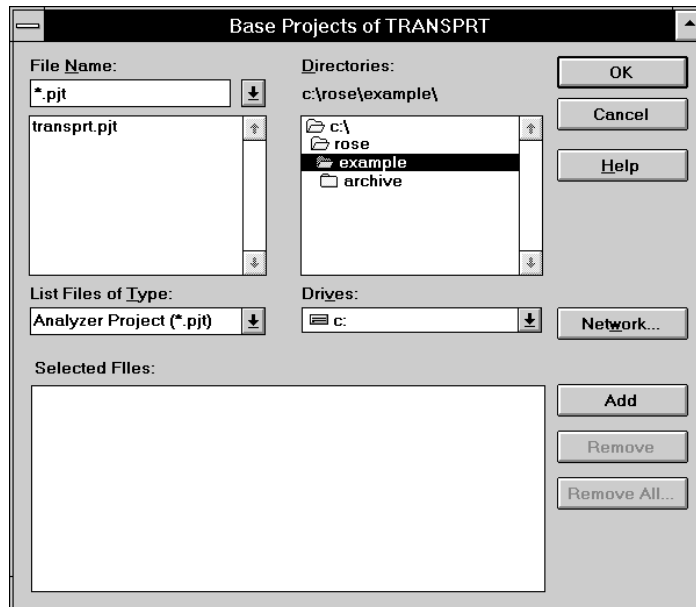 Base Projects of TRANSPRT
File Name:
*.pjt
transprt.pjt
List Files of Type:
Analyzer Project (*.pjt)
Directories:
c:\rose\example\
c:\
rose
example
archive
Drives:
c:
OK
Cancel
Help
Network...
Selected FIles:
Add
Remove
Remove All...